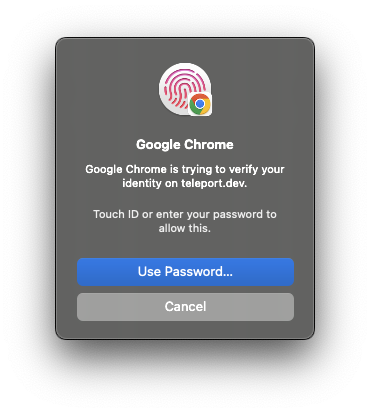 Google Chrome
Google Chrome is trying to verify your
identity on teleport.dev.
Touch ID or enter your password to
allow this.
Use Password...
Cancel